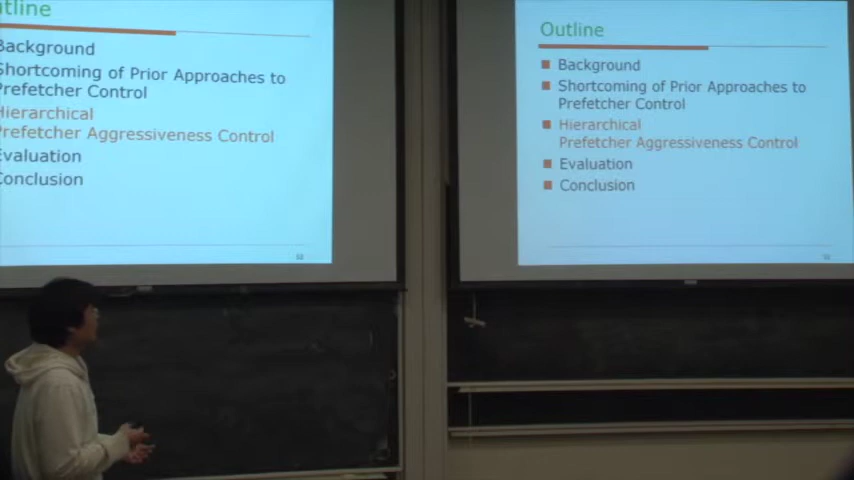 tline
Background
Shortcoming of Prior Approaches to
Prefetcher Control
Hierarchical
Prefetcher Aggressiveness Control
Evaluation
Conclusion
Outline
Background
Shortcoming of Prior Approaches to
Prefetcher Control
Hierarchical
Prefetcher Aggressiveness Control
Evaluation
Conclusion